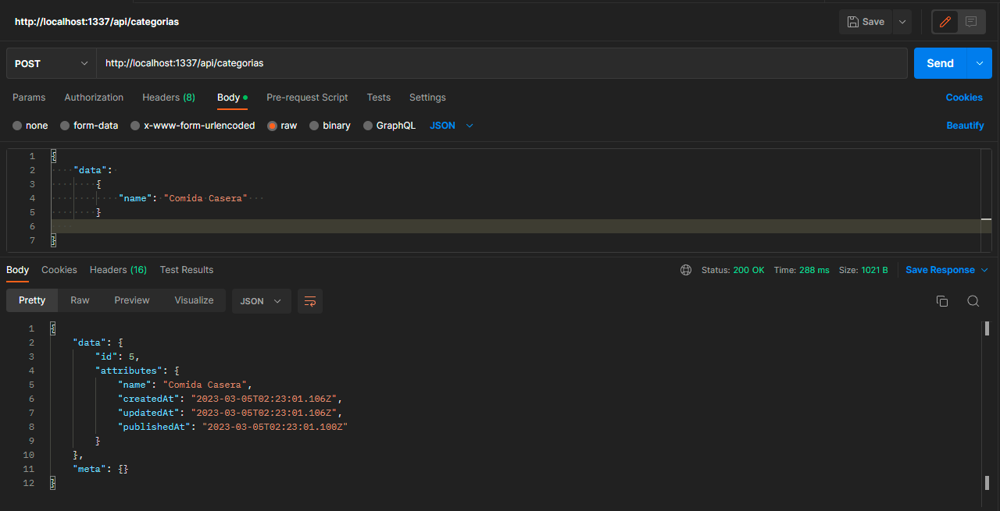 http://localhost:1337/api/categorias Save
POST http://localhost:1337/api/categorias Send
Params Authorization Headers (8) Body Pre-request Script Tests Settings Cookies
none form-data x-www-form-urlencoded raw binary GraphQL JSON Beautify
1 {
2 "data":
3 {
4 "name": "Comida Casera"
5 }
6
7 }
Body Cookies Headers (16) Test Results Status: 200 OK Time: 288 ms Size: 1021 B Save Response
Pretty Raw Preview Visualize JSON
1 {
2 "data": {
3 "id": 5,
4 "attributes": {
5 "name": "Comida Casera",
6 "createdAt": "2023-03-05T02:23:01.106Z",
7 "updatedAt": "2023-03-05T02:23:01.106Z",
8 "publishedAt": "2023-03-05T02:23:01.100Z"
9 }
10 },
11 "meta": {}
12 }